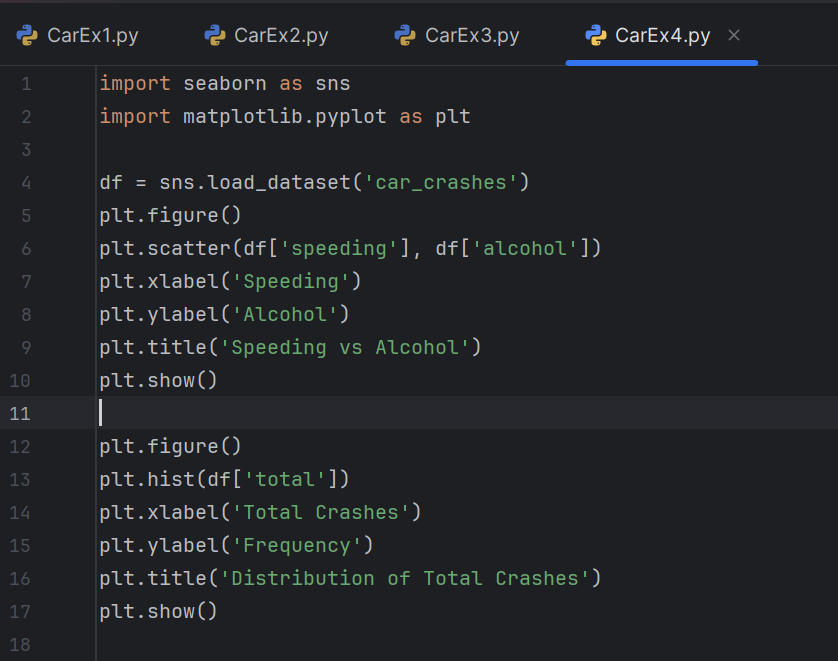 CarEx1.py CarEx2.py CarEx3.py CarEx4.py
1 import seaborn as sns
2 import matplotlib.pyplot as plt
3
4 df = sns.load_dataset('car_crashes')
5 plt.figure()
6 plt.scatter(df['speeding'], df['alcohol'])
7 plt.xlabel('Speeding')
8 plt.ylabel('Alcohol')
9 plt.title('Speeding vs Alcohol')
10 plt.show()
11
12 plt.figure()
13 plt.hist(df['total'])
14 plt.xlabel('Total Crashes')
15 plt.ylabel('Frequency')
16 plt.title('Distribution of Total Crashes')
17 plt.show()
18